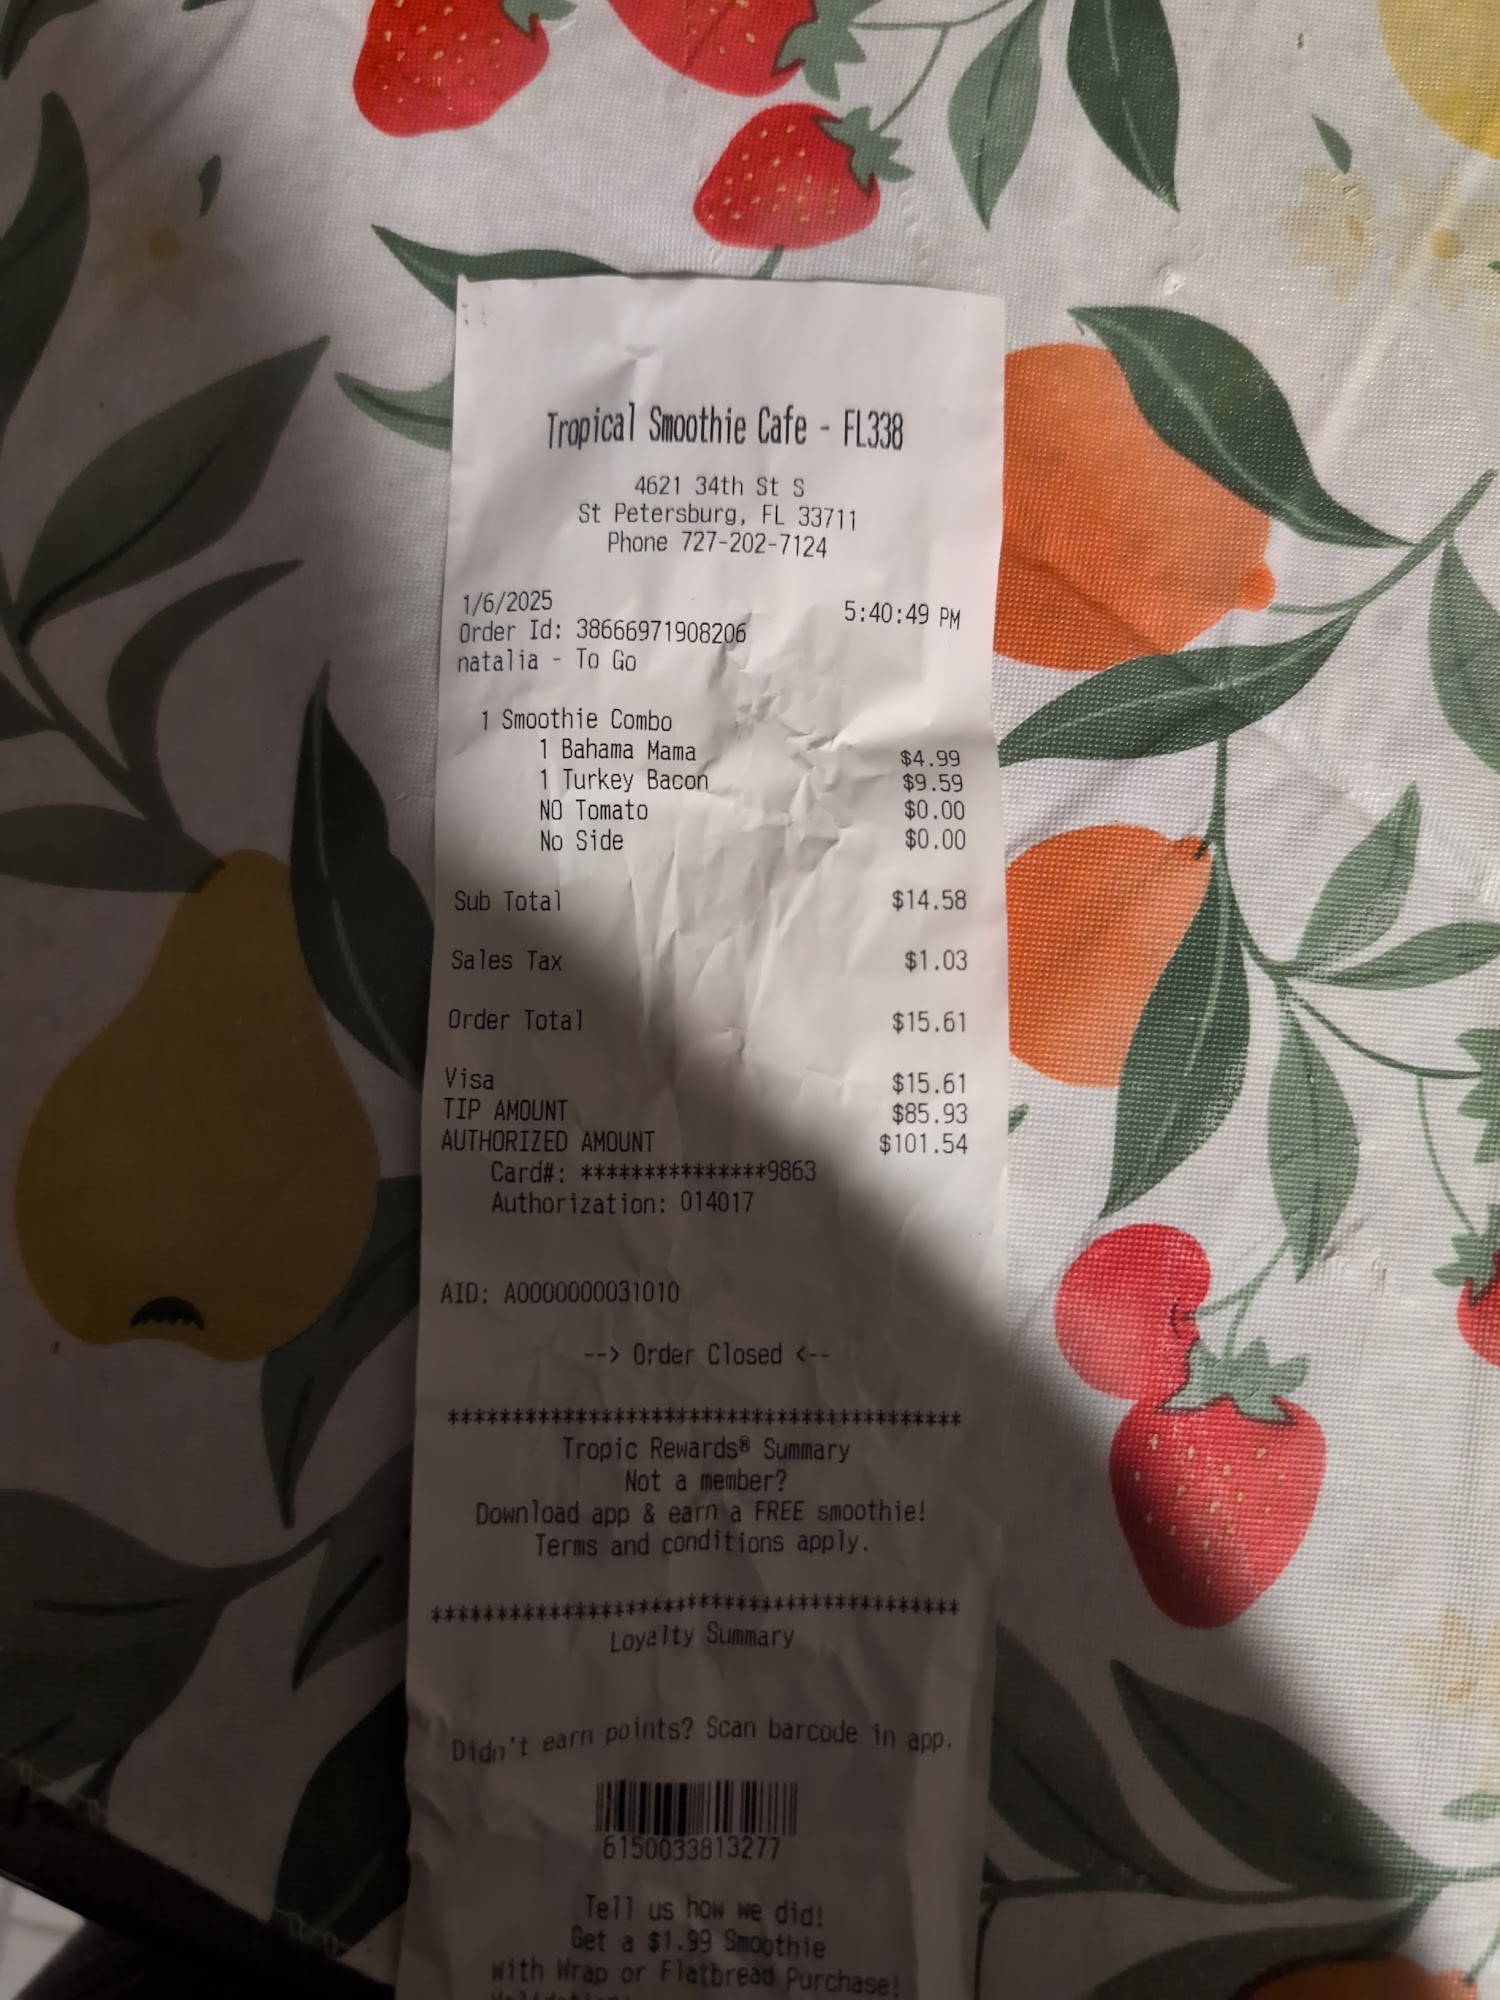 Tropical Smoothie Cafe - FL338
4621 34th St S
St Petersburg, FL 33711
Phone 727-202-7124
1/6/2025 5:40:49 PM
Order Id: 38666971908206
natalia - To Go
1 Smoothie Combo
1 Bahama Mama $4.99
1 Turkey Bacon $9.59
NO Tomato $0.00
No Side $0.00
Sub Total $14.58
Sales Tax $1.03
Order Total $15.61
Visa $15.61
TIP AMOUNT $85.93
AUTHORIZED AMOUNT $101.54
Card#: ***************9863
Authorization: 014017
AID: A0000000031010
--> Order Closed <--
*****************************************
Tropic Rewards® Summary
Not a member?
Download app & earn a FREE smoothie!
Terms and conditions apply.
*****************************************
Loyalty Summary
Didn't earn points? Scan barcode in app.
6150033813277
Tell us how we did!
Get a $1.99 Smoothie
With Wrap or Flatbread Purchase!